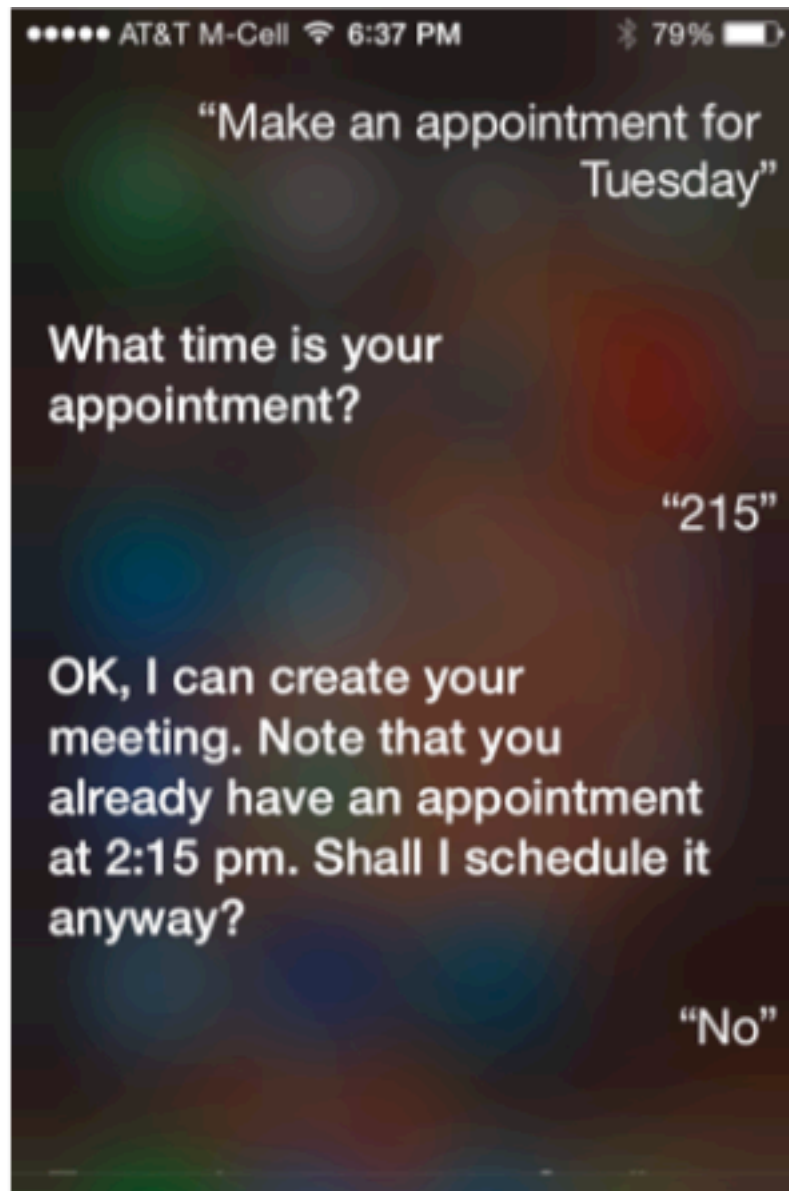 AT&T M-Cell 6:37 PM 79%
“Make an appointment for
Tuesday”
What time is your
appointment?
“215”
OK, I can create your
meeting. Note that you
already have an appointment
at 2:15 pm. Shall I schedule it
anyway?
“No”